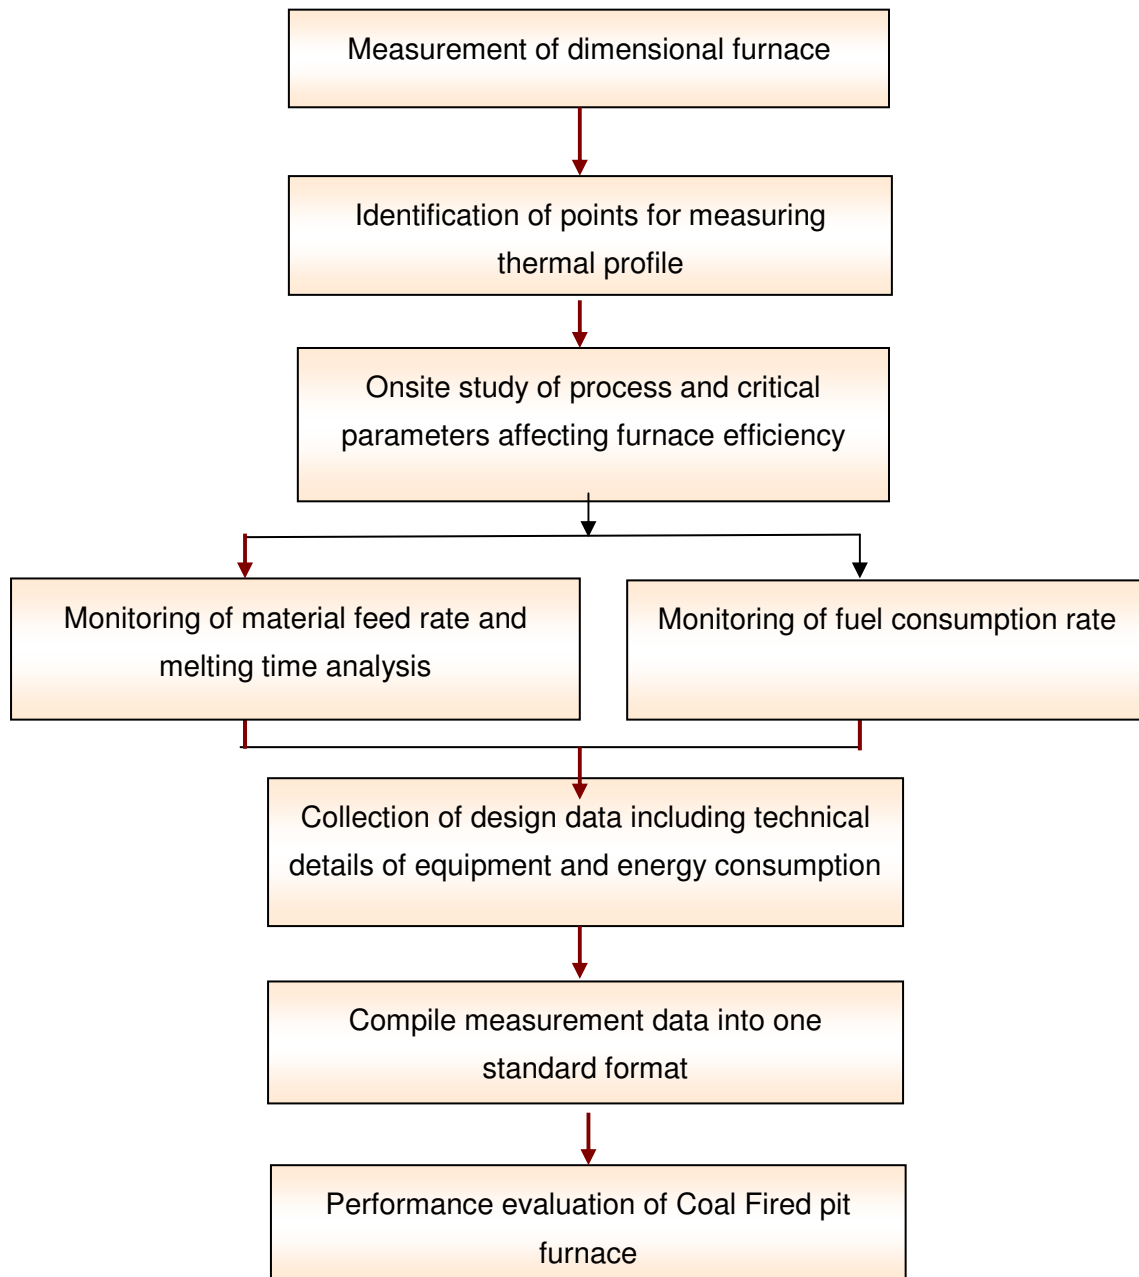 Measurement of dimensional furnace
Identification of points for measuring
thermal profile
Onsite study of process and critical
parameters affecting furnace efficiency
Monitoring of material feed rate and
melting time analysis
Monitoring of fuel consumption rate
Collection of design data including technical
details of equipment and energy consumption
Compile measurement data into one
standard format
Performance evaluation of Coal Fired pit
furnace